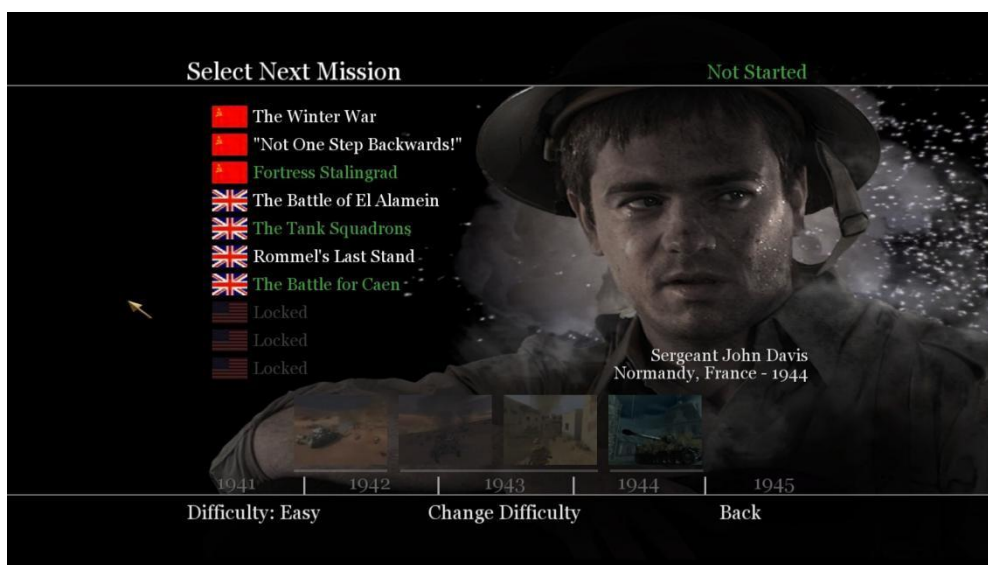 Select Next Mission
Not Started
The Winter War
"Not One Step Backwards!"
Fortress Stalingrad
The Battle of El Alamein
The Tank Squadrons
Rommel's Last Stand
The Battle for Caen
Locked
Locked
Locked
Sergeant John Davis
Normandy, France - 1944
1941 1942 1943 1944 1945
Difficulty: Easy
Change Difficulty
Back